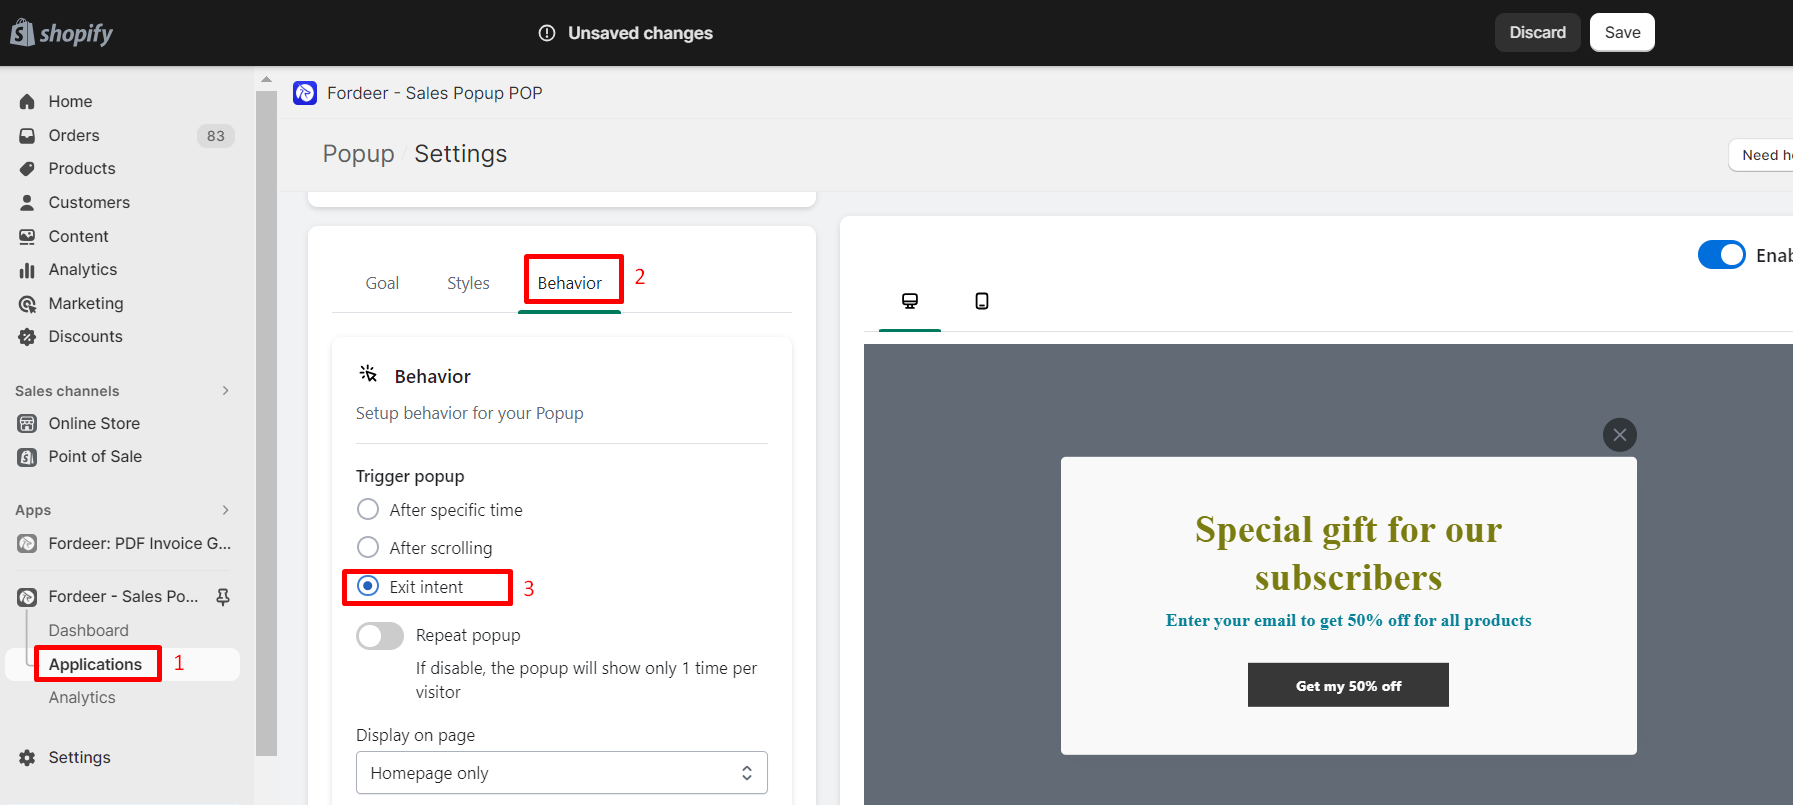 shopify
Unsaved changes
Discard
Save
Home
Orders
83
Products
Customers
Content
Analytics
Marketing
Discounts
Sales channels
Online Store
Point of Sale
Apps
Fordeer: PDF Invoice G...
Fordeer - Sales Po...
Dashboard
Applications
1
Analytics
Settings
Fordeer - Sales Popup POP
Popup / Settings
Need he
Goal
Styles
Behavior
2
Behavior
Setup behavior for your Popup
Trigger popup
After specific time
After scrolling
Exit intent
3
Repeat popup
If disable, the popup will show only 1 time per
visitor
Display on page
Homepage only
Enab
Special gift for our
subscribers
Enter your email to get 50% off for all products
Get my 50% off